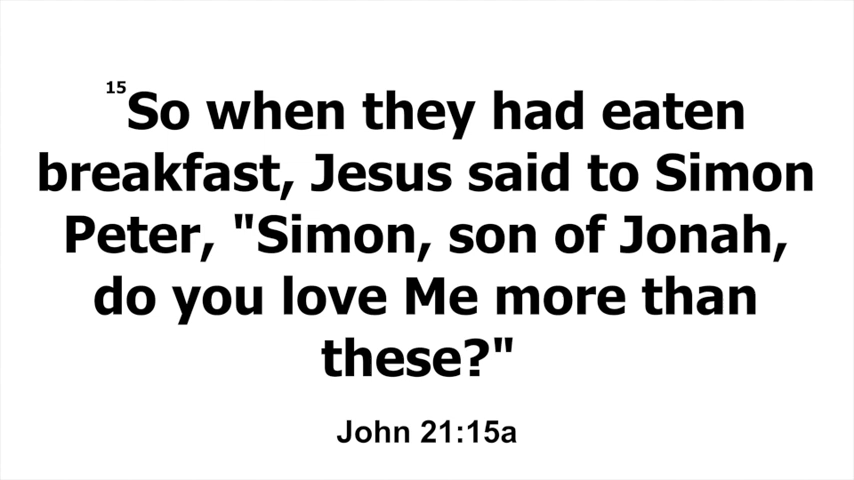 15So when they had eaten
breakfast, Jesus said to Simon
Peter, "Simon, son of Jonah,
do you love Me more than
these?"
John 21:15a